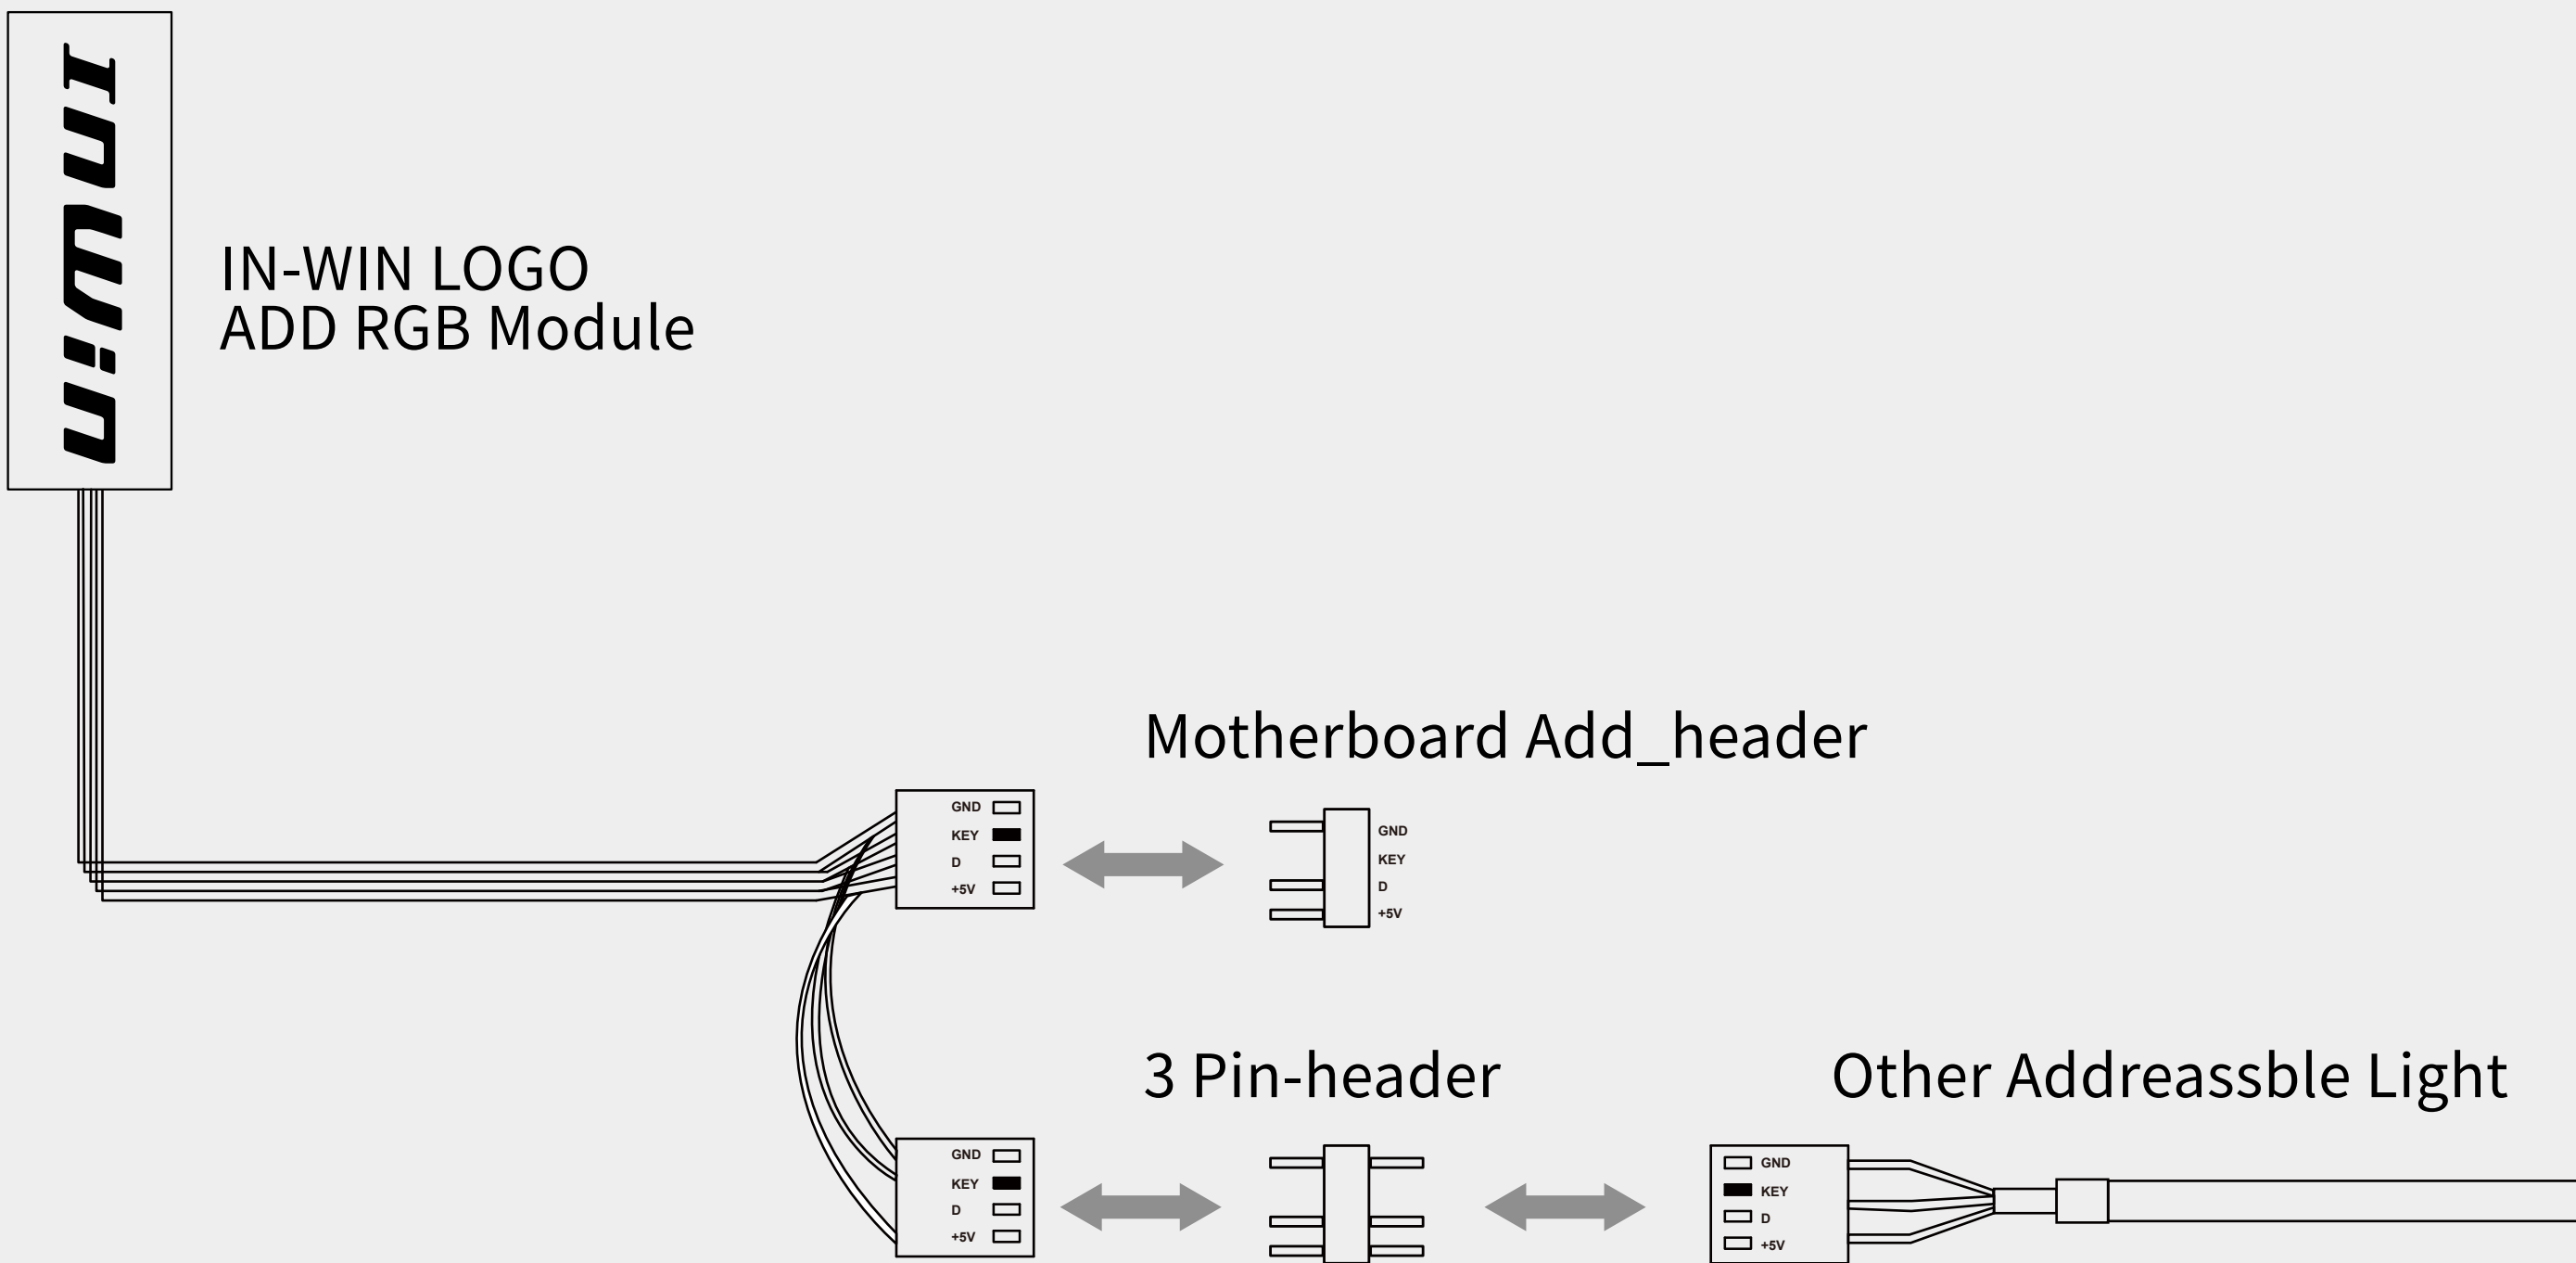 inwin
IN-WIN LOGO
ADD RGB Module
Motherboard Add_header
GND
KEY
D
+5V
GND
KEY
D
+5V
3 Pin-header
Other Addreassble Light
GND
KEY
D
+5V
GND
KEY
D
+5V